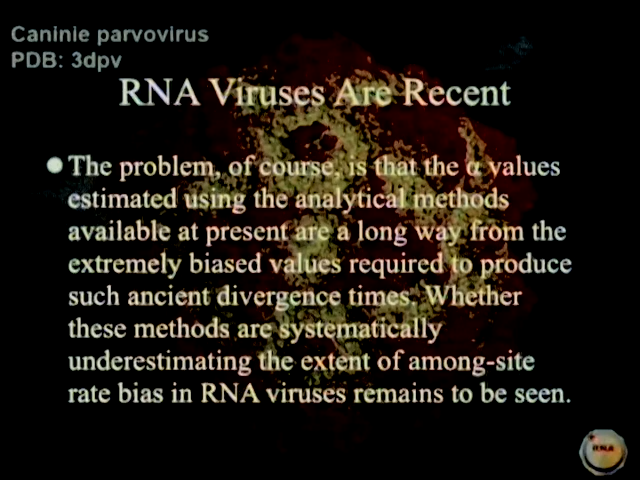 Caninie parvovirus
PDB: 3dpv
RNA Viruses Are Recent
The problem, of course, is that the α values
estimated using the analytical methods
available at present are a long way from the
extremely biased values required to produce
such ancient divergence times. Whether
these methods are systematically
underestimating the extent of among-site
rate bias in RNA viruses remains to be seen.
RNA